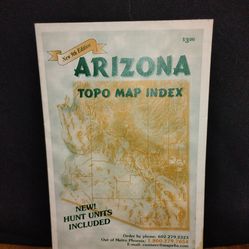 New 9th Edition
$3.00
ARIZONA
TOPO MAP INDEX
NEW!
HUNT UNITS
INCLUDED
Order by phone: 602.279.2323
Out of Metro Phoenix: 1.800.279.7654